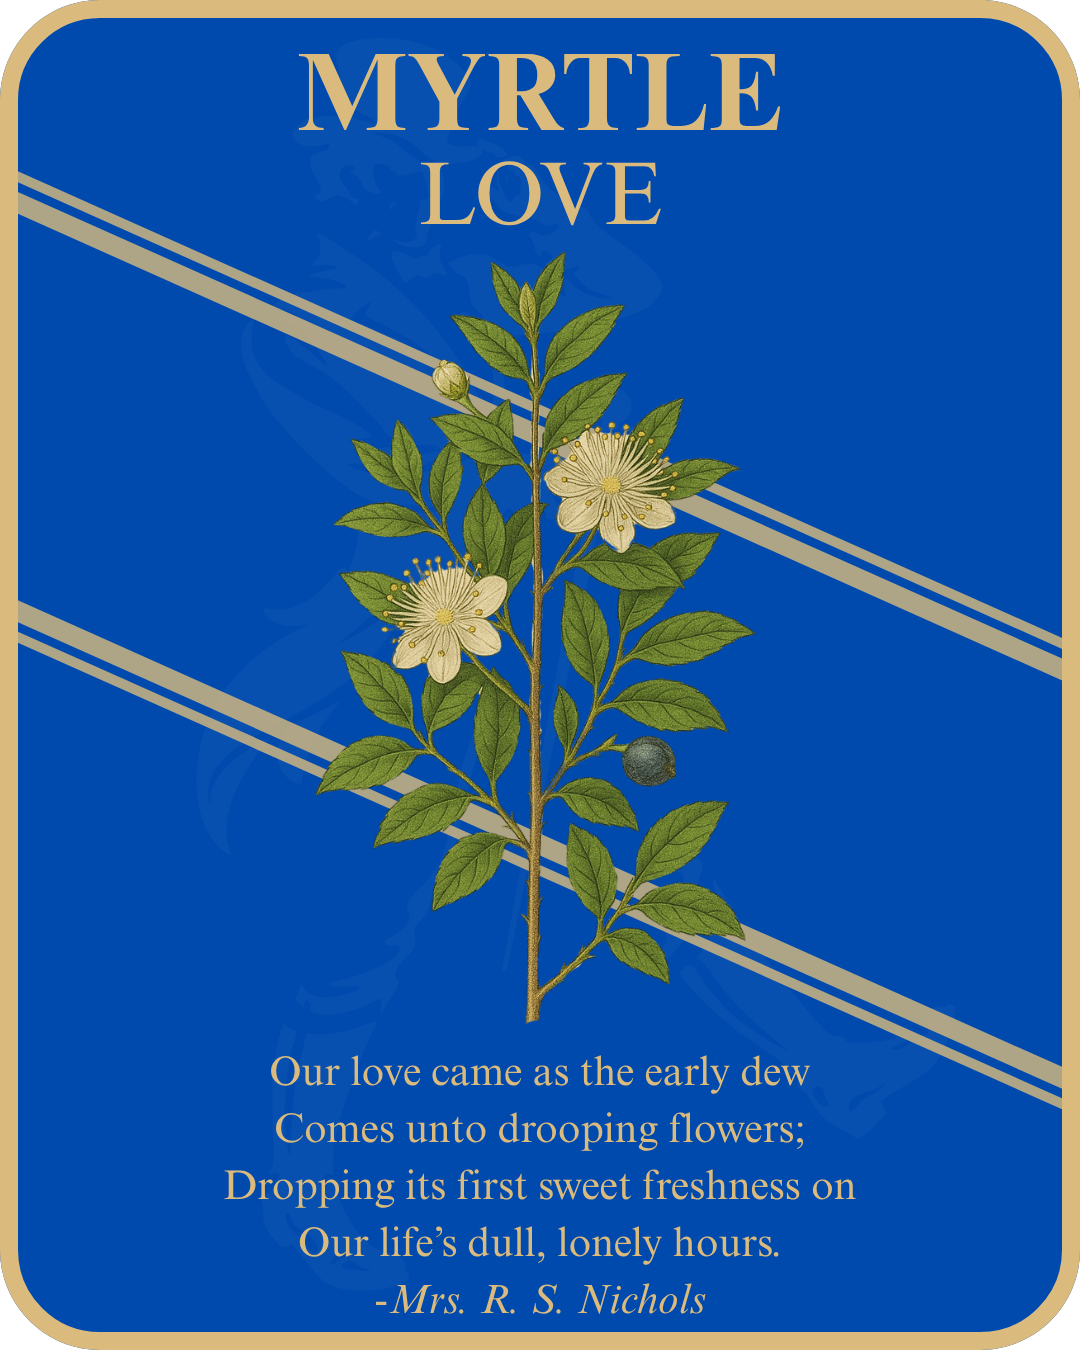 MYRTLE
LOVE
Our love came as the early dew
Comes unto drooping flowers;
Dropping its first sweet freshness on
Our life’s dull, lonely hours.
-Mrs. R. S. Nichols